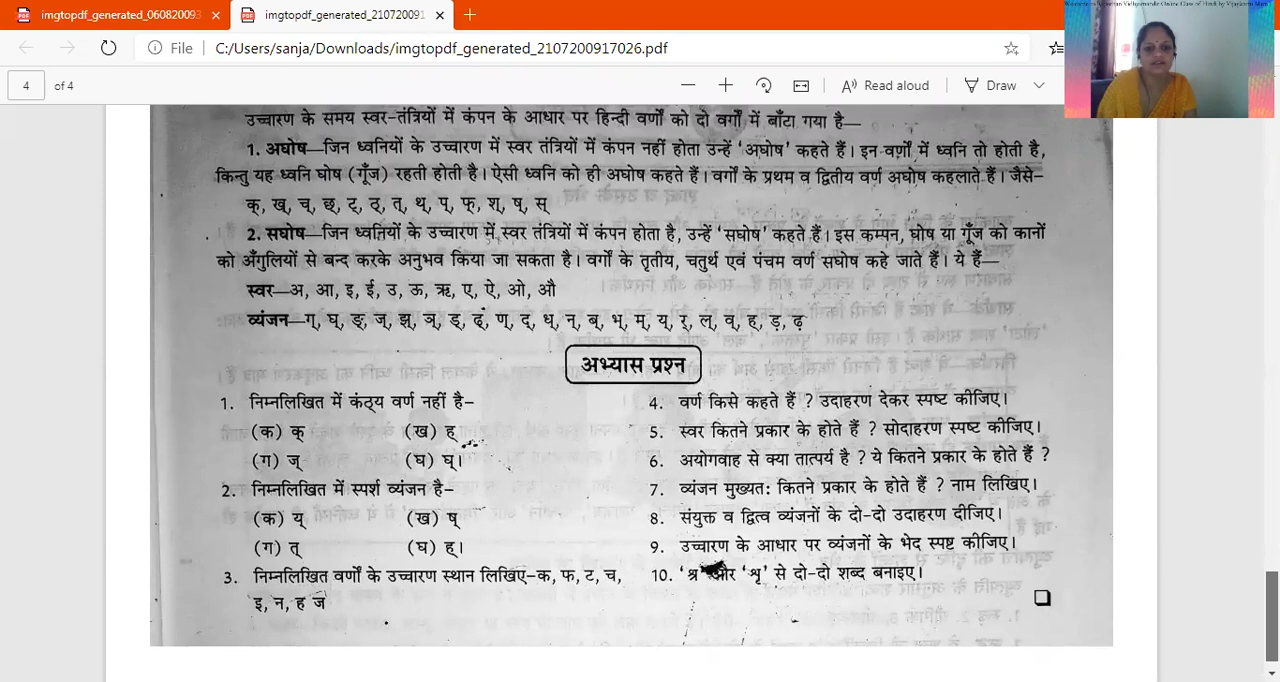 imgtopdf_generated_060820093
imgtopdf_generated_210720091
File
C:/Users/sanja/Downloads/imgtopdf_generated_2107200917026.pdf
4 of 4
Read aloud
Draw
उच्चारण के समय स्वर-तंत्रियों में कंपन के आधार पर हिन्दी वर्णों को दो वर्गों में बाँटा गया है—
1. अघोष—जिन ध्वनियों के उच्चारण में स्वर तंत्रियों में कंपन नहीं होता उन्हें 'अघोष' कहते हैं। इन वर्णों में ध्वनि तो होती है,
किन्तु यह ध्वनि घोष (गूँज) रहती होती है। ऐसी ध्वनि को ही अघोष कहते हैं। वर्गों के प्रथम व द्वितीय वर्ण अघोष कहलाते हैं। जैसे—
क्, ख्, च्, छ्, ट्, ठ्, त्, थ्, प्, फ्, श्, ष्, स्
2. सघोष—जिन ध्वनियों के उच्चारण में स्वर तंत्रियों में कंपन होता है, उन्हें 'सघोष' कहते हैं। इस कम्पन, घोष या गूँज को कानों
को अँगुलियों से बन्द करके अनुभव किया जा सकता है। वर्गों के तृतीय, चतुर्थ एवं पंचम वर्ण सघोष कहे जाते हैं। ये हैं—
स्वर—अ, आ, इ, ई, उ, ऊ, ऋ, ए, ऐ, ओ, औ
व्यंजन—ग्, घ्, ङ्, ज्, झ्, ञ्, ड्, ढ्, ण्, द्, ध्, न्, ब्, भ्, म्, य्, र्, ल्, व्, ह्, ड़, ढ़
अभ्यास प्रश्न
1. निम्नलिखित में कंठ्य वर्ण नहीं है—
(क) क् (ख) ह्
(ग) ज् (घ) घ्।
2. निम्नलिखित में स्पर्श व्यंजन है—
(क) य् (ख) ष्
(ग) त् (घ) ह्।
3. निम्नलिखित वर्णों के उच्चारण स्थान लिखिए—क, फ, ट, च,
इ, न, ह ज
4. वर्ण किसे कहते हैं ? उदाहरण देकर स्पष्ट कीजिए।
5. स्वर कितने प्रकार के होते हैं ? सोदाहरण स्पष्ट कीजिए।
6. अयोगवाह से क्या तात्पर्य है ? ये कितने प्रकार के होते हैं ?
7. व्यंजन मुख्यत: कितने प्रकार के होते हैं ? नाम लिखिए।
8. संयुक्त व द्वित्व व्यंजनों के दो-दो उदाहरण दीजिए।
9. उच्चारण के आधार पर व्यंजनों के भेद स्पष्ट कीजिए।
10. 'श्र' और 'शृ' से दो-दो शब्द बनाइए।